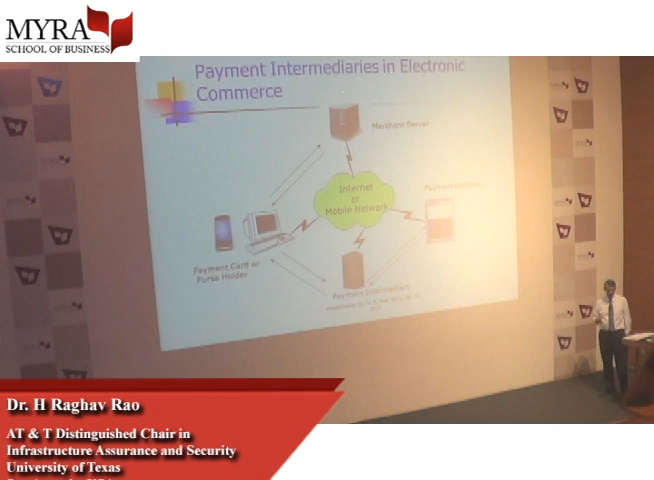 MYRA
SCHOOL OF BUSINESS
Payment Intermediaries in Electronic
Commerce
Merchant Server
Internet
or
Mobile Network
Payment Card or
Purse Holder
Payment Intermediary
Dr. H Raghav Rao
AT & T Distinguished Chair in
Infrastructure Assurance and Security
University of Texas